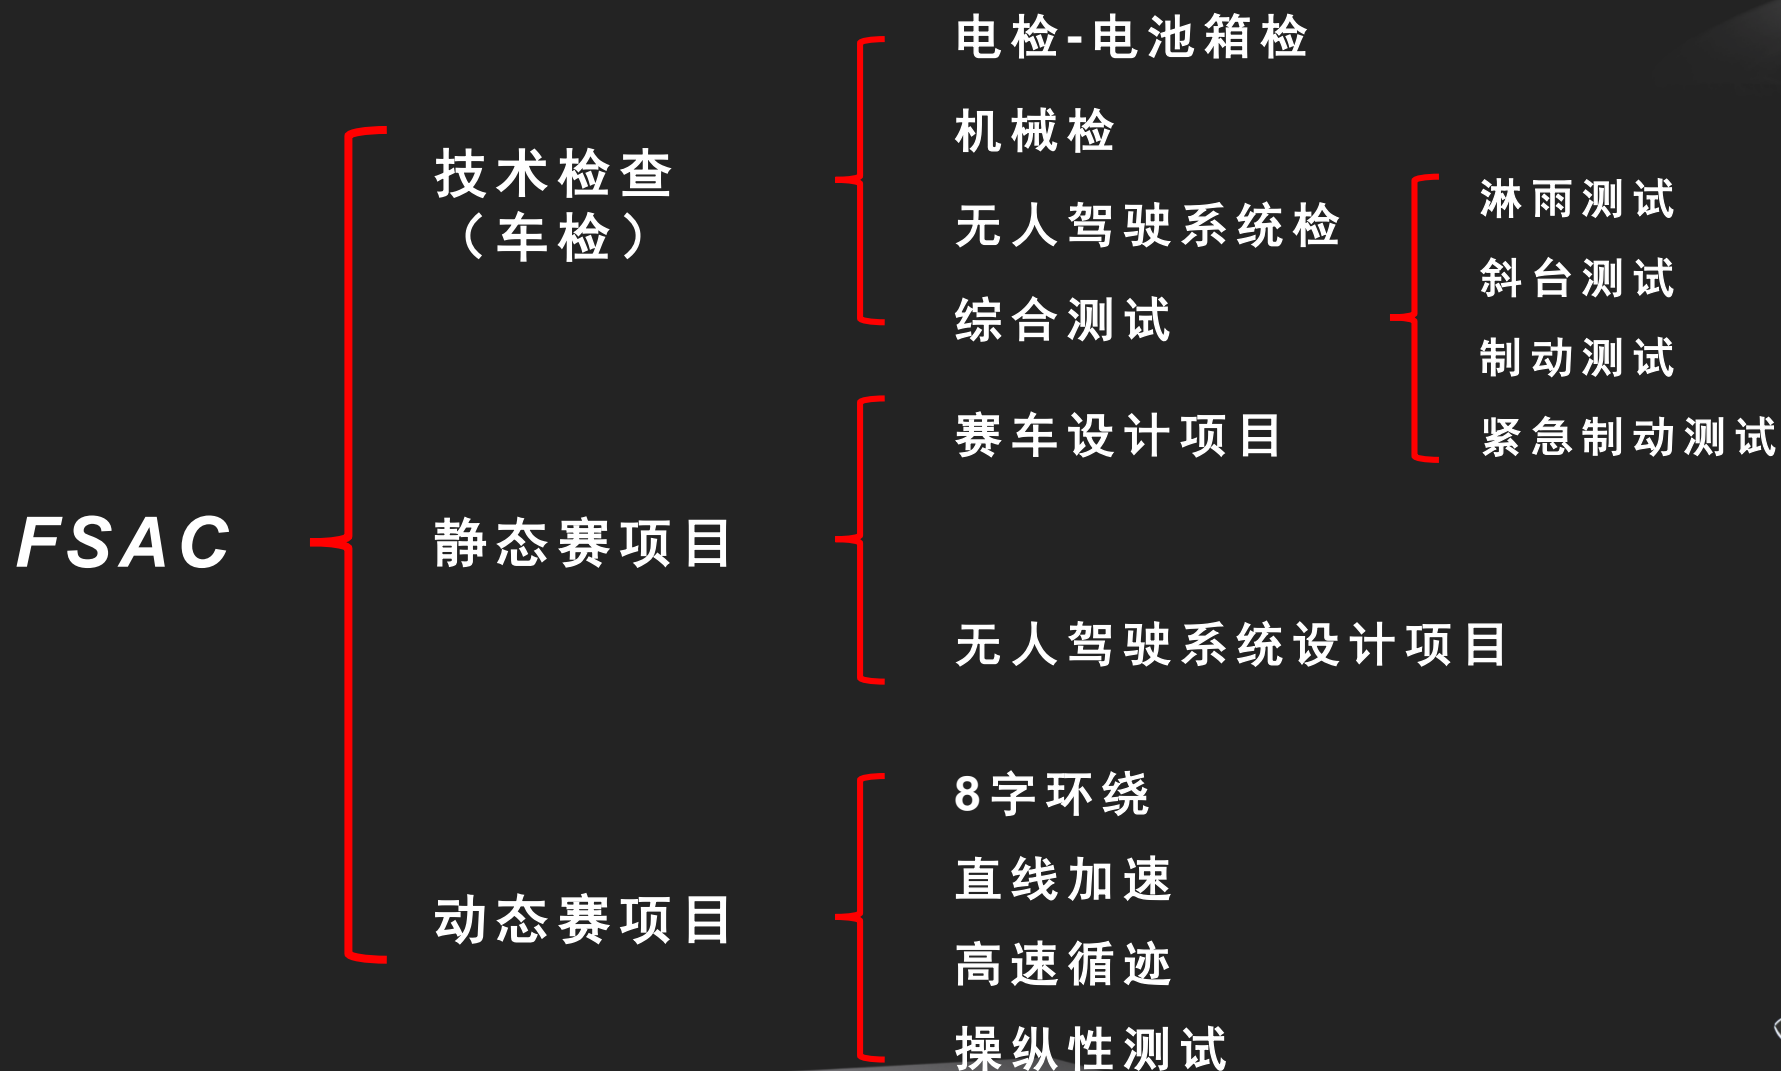 FSAC
技术检查
（车检）
电检-电池箱检
机械检
无人驾驶系统检
综合测试
淋雨测试
斜台测试
制动测试
紧急制动测试
静态赛项目
赛车设计项目
无人驾驶系统设计项目
动态赛项目
8字环绕
直线加速
高速循迹
操纵性测试